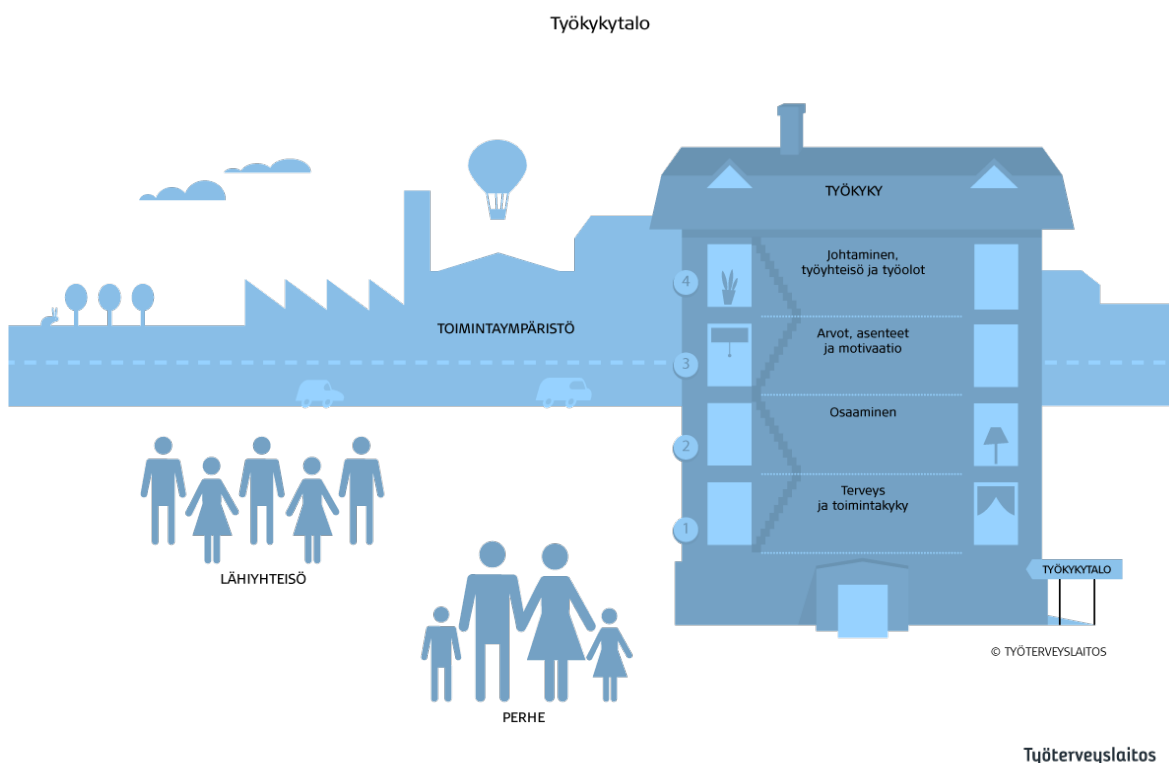 Työkykytalo
TYÖKYKY
4
Johtaminen,
työyhteisö ja työolot
TOIMINTAYMPÄRISTÖ
3
Arvot, asenteet
ja motivaatio
2
Osaaminen
1
Terveys
ja toimintakyky
LÄHIYHTEISÖ
TYÖKYKYTALO
© TYÖTERVEYSLAITOS
PERHE
Työterveyslaitos